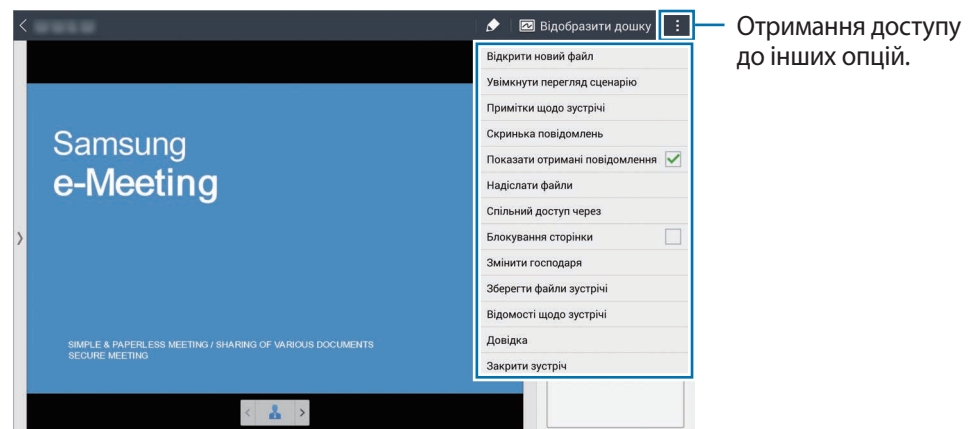 Відобразити дошку
Отримання доступу
до інших опцій.
Відкрити новий файл
Увімкнути перегляд сценарію
Примітки щодо зустрічі
Скринька повідомлень
Показати отримані повідомлення
Надіслати файли
Спільний доступ через
Блокування сторінки
Змінити господаря
Зберегти файли зустрічі
Відомості щодо зустрічі
Довідка
Закрити зустріч
Samsung
e-Meeting
SIMPLE & PAPERLESS MEETING / SHARING OF VARIOUS DOCUMENTS
SECURE MEETING